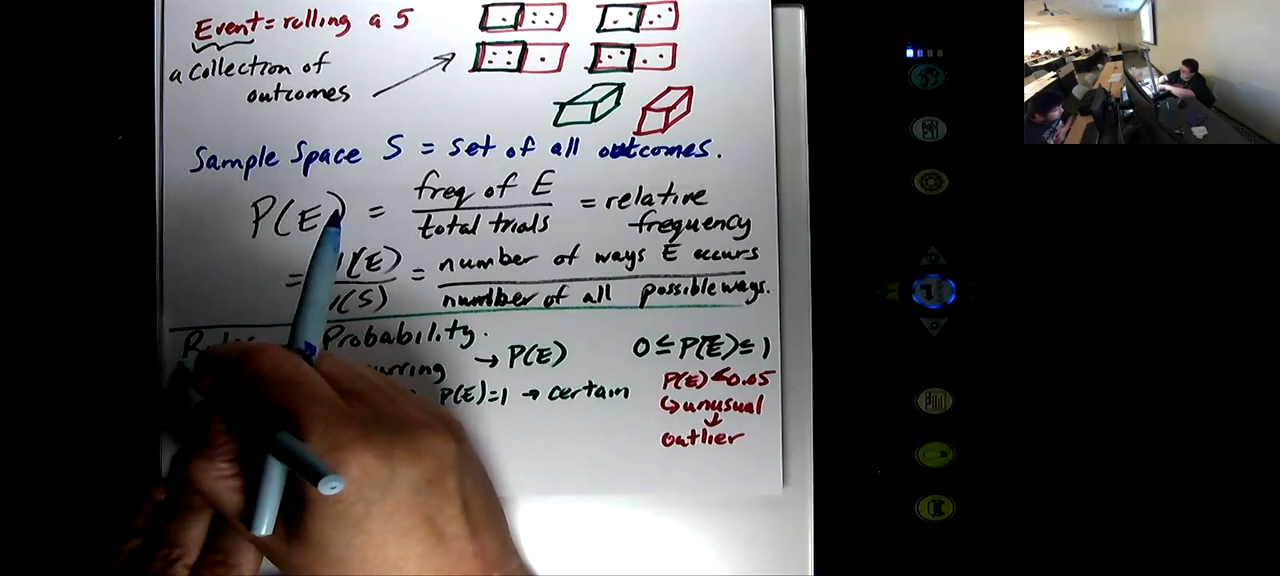 Event = rolling a 5
a collection of
outcomes
Sample Space S = set of all outcomes.
P(E) = freq of E / total trials = relative frequency
= (E) / (S) = number of ways E occurs / number of all possible ways.
Probability.
→ P(E)
0 ≤ P(E) ≤ 1
P(E)=1 → certain
P(E) < 0.05
↳ unusual
↓
outlier